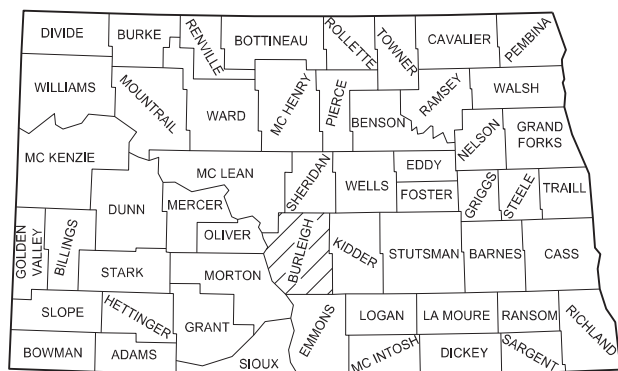 DIVIDE
BURKE
RENVILLE
BOTTINEAU
ROLLETTE
TOWNER
CAVALIER
PEMBINA
WILLIAMS
MOUNTRAIL
WARD
MC HENRY
PIERCE
BENSON
RAMSEY
WALSH
NELSON
GRAND
FORKS
MC KENZIE
DUNN
MC LEAN
MERCER
OLIVER
SHERIDAN
WELLS
EDDY
FOSTER
GRIGGS
STEELE
TRAILL
GOLDEN
VALLEY
BILLINGS
STARK
MORTON
BURLEIGH
KIDDER
STUTSMAN
BARNES
CASS
SLOPE
HETTINGER
GRANT
EMMONS
LOGAN
LA MOURE
RANSOM
RICHLAND
BOWMAN
ADAMS
SIOUX
MC INTOSH
DICKEY
SARGENT